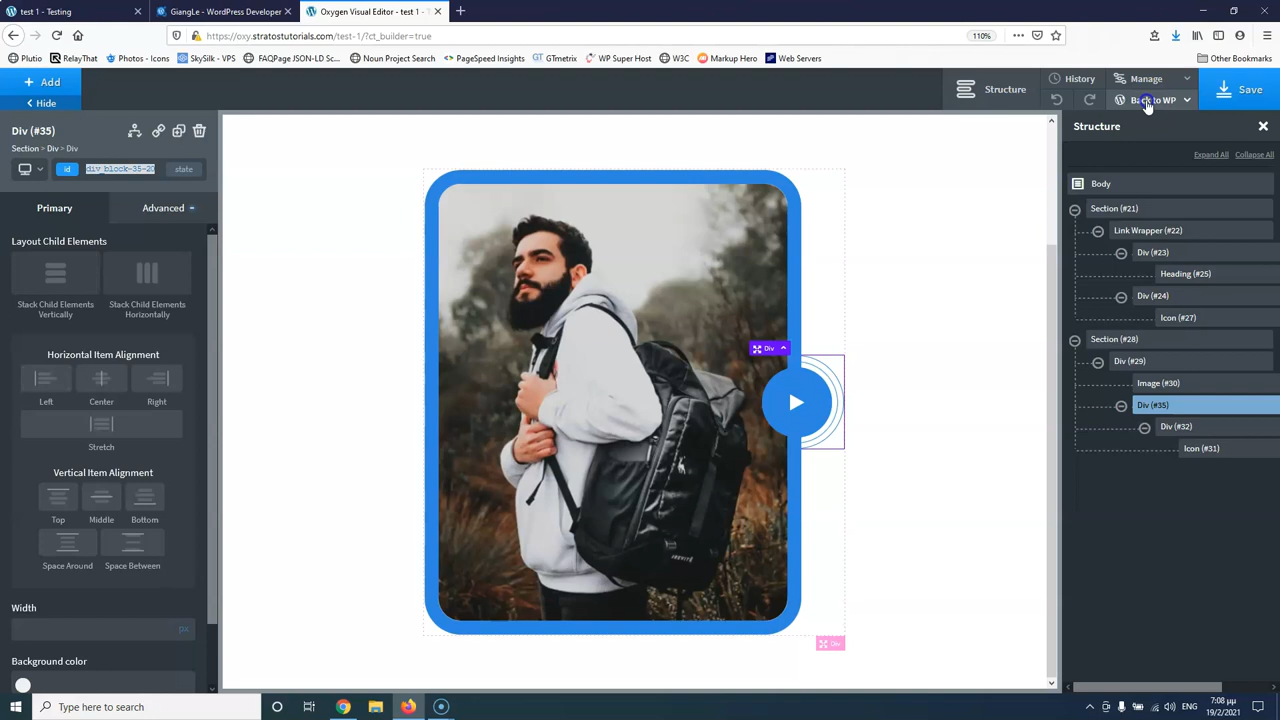 test 1 - Testing
GiangLe - WordPress Developer
Oxygen Visual Editor - test 1 - T
https://oxy.stratostutorials.com/test-1/?ct_builder=true
110%
Plutio
RelayThat
Photos - Icons
SkySilk - VPS
FAQPage JSON-LD Sc...
Noun Project Search
PageSpeed Insights
GTmetrix
WP Super Host
W3C
Markup Hero
Web Servers
Other Bookmarks
+ Add
< Hide
Structure
History
Manage
Back to WP
Save
Div (#35)
Section > Div > Div
id
div_block-35-20
state
Primary
Advanced
Layout Child Elements
Stack Child Elements
Vertically
Stack Child Elements
Horizontally
Horizontal Item Alignment
Left
Center
Right
Stretch
Vertical Item Alignment
Top
Middle
Bottom
Space Around
Space Between
Width
px
Background color
Div
Div
Structure
Expand All
Collapse All
Body
Section (#21)
Link Wrapper (#22)
Div (#23)
Heading (#25)
Div (#24)
Icon (#27)
Section (#28)
Div (#29)
Image (#30)
Div (#35)
Div (#32)
Icon (#31)
Type here to search
ENG
7:08 μμ
19/2/2021